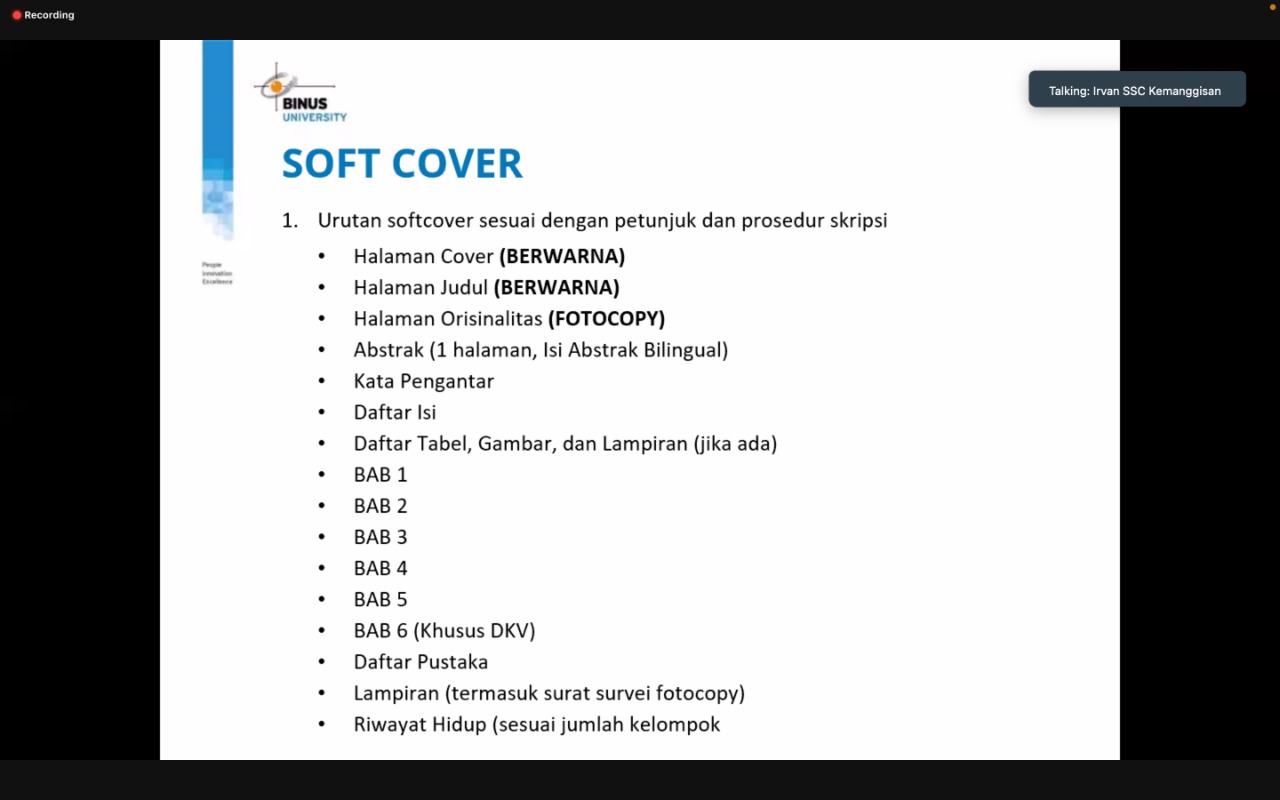 Recording
Talking: Irvan SSC Kemanggisan
BINUS
UNIVERSITY
SOFT COVER
1. Urutan softcover sesuai dengan petunjuk dan prosedur skripsi
• Halaman Cover (BERWARNA)
• Halaman Judul (BERWARNA)
• Halaman Orisinalitas (FOTOCOPY)
• Abstrak (1 halaman, Isi Abstrak Bilingual)
• Kata Pengantar
• Daftar Isi
• Daftar Tabel, Gambar, dan Lampiran (jika ada)
• BAB 1
• BAB 2
• BAB 3
• BAB 4
• BAB 5
• BAB 6 (Khusus DKV)
• Daftar Pustaka
• Lampiran (termasuk surat survei fotocopy)
• Riwayat Hidup (sesuai jumlah kelompok
People
Innovation
Excellence